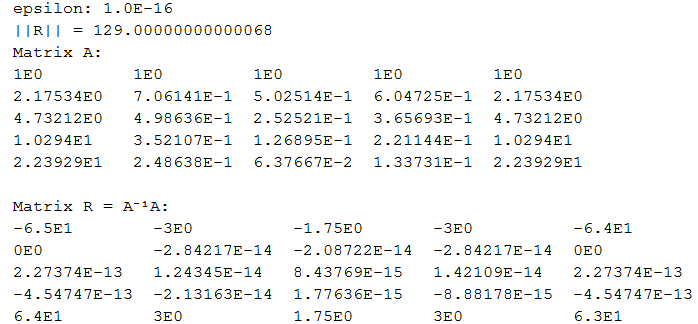 epsilon: 1.0E-16
||R|| = 129.00000000000068
Matrix A:
1E0 1E0 1E0 1E0 1E0
2.17534E0 7.06141E-1 5.02514E-1 6.04725E-1 2.17534E0
4.73212E0 4.98636E-1 2.52521E-1 3.65693E-1 4.73212E0
1.0294E1 3.52107E-1 1.26895E-1 2.21144E-1 1.0294E1
2.23929E1 2.48638E-1 6.37667E-2 1.33731E-1 2.23929E1
Matrix R = A⁻¹A:
-6.5E1 -3E0 -1.75E0 -3E0 -6.4E1
0E0 -2.84217E-14 -2.08722E-14 -2.84217E-14 0E0
2.27374E-13 1.24345E-14 8.43769E-15 1.42109E-14 2.27374E-13
-4.54747E-13 -2.13163E-14 1.77636E-15 -8.88178E-15 -4.54747E-13
6.4E1 3E0 1.75E0 3E0 6.3E1